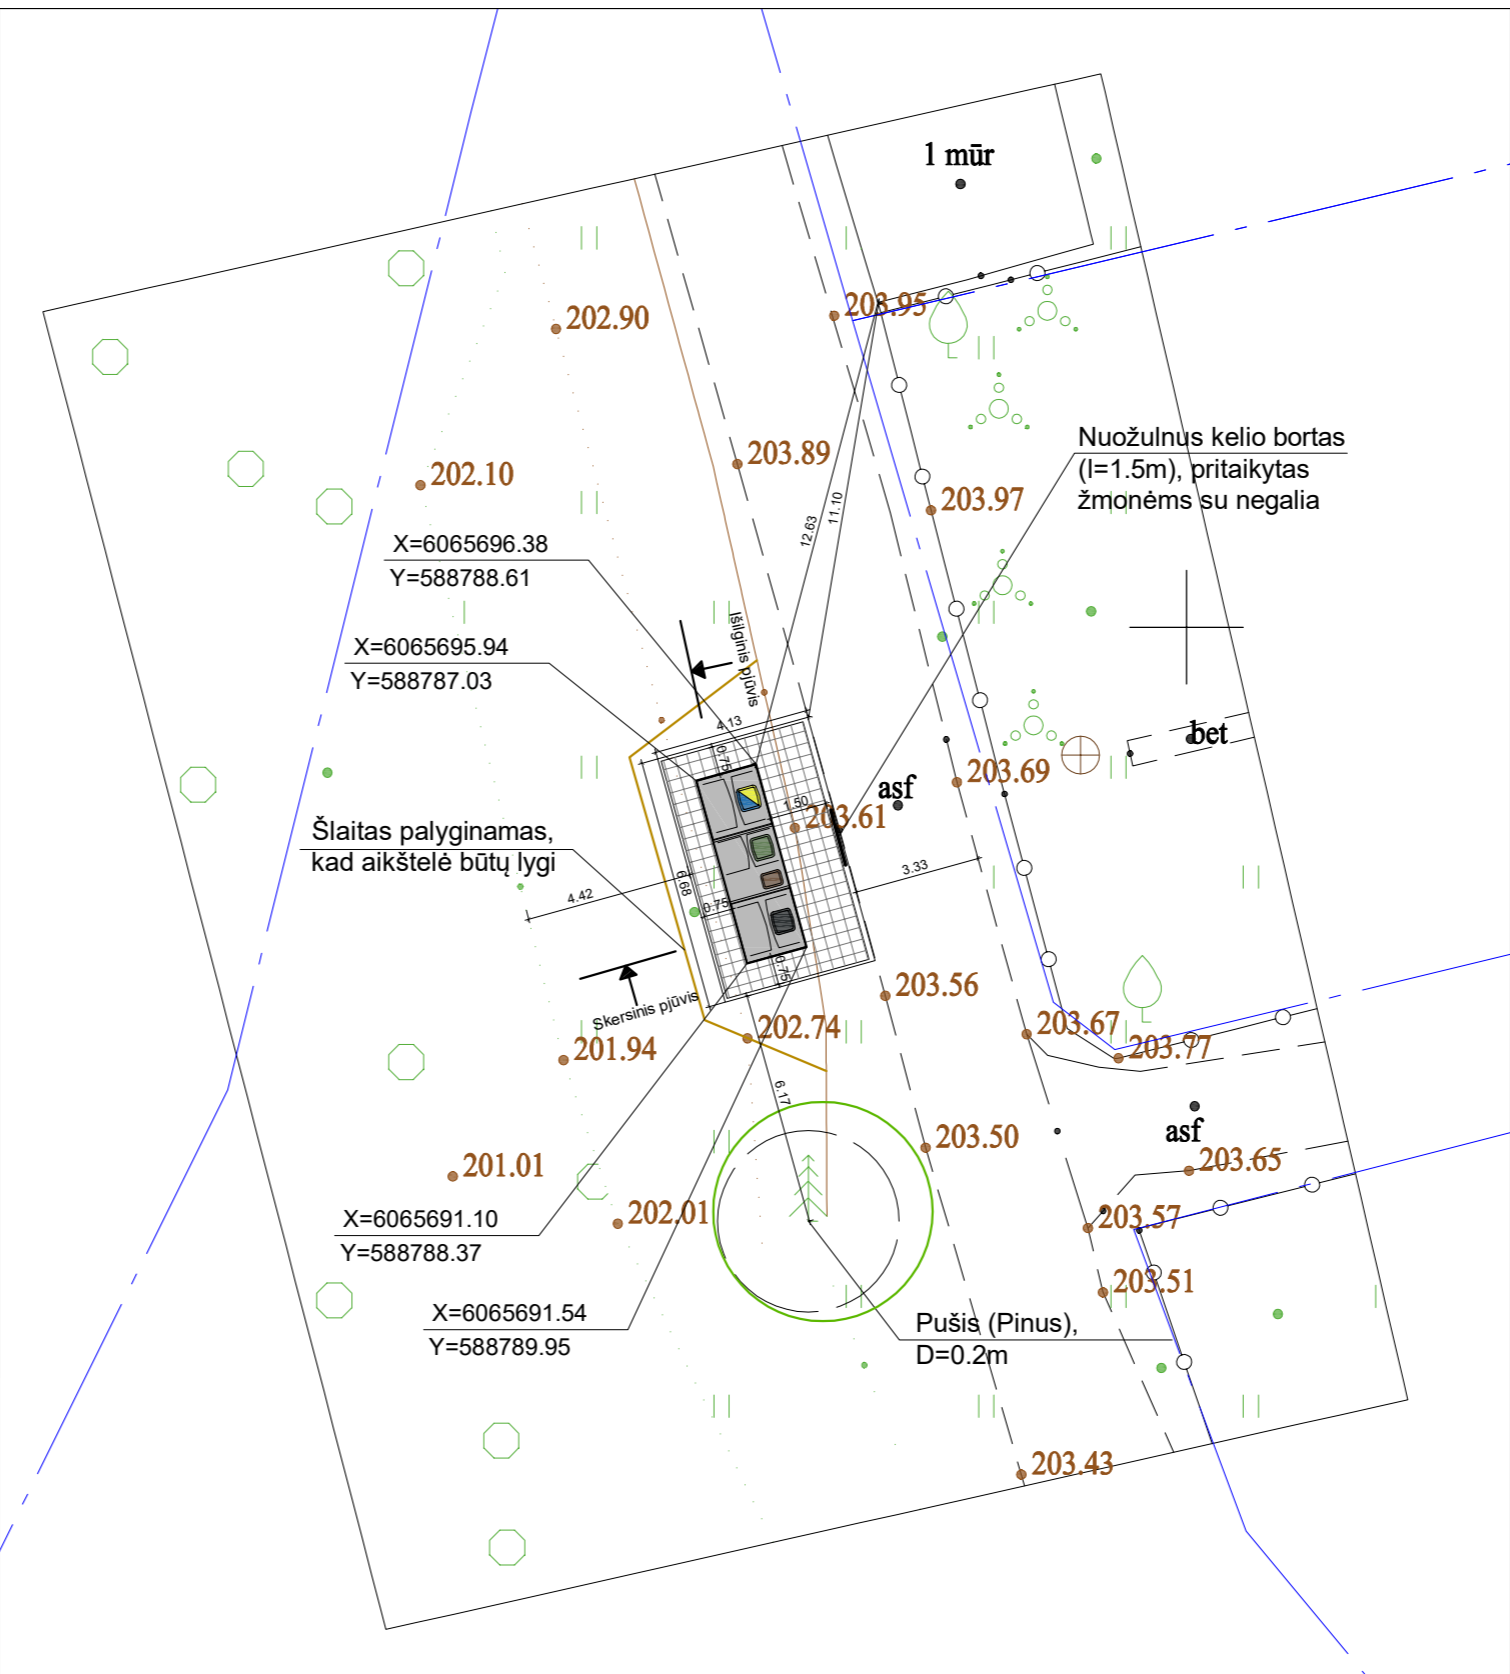 1 mūr
202.90
203.95
203.89
202.10
203.97
Nuožulnus kelio bortas
(l=1.5m), pritaikytas
žmonėms su negalia
12.63
11.10
X=6065696.38
Y=588788.61
Išilginis pjūvis
X=6065695.94
Y=588787.03
4.13
0.75
bet
203.69
asf
1.50
203.61
Šlaitas palyginamas,
kad aikštelė būtų lygi
3.33
6.68
4.42
0.75
0.75
203.56
Skersinis pjūvis
202.74
203.67
203.77
201.94
6.17
asf
203.50
203.65
201.01
202.01
203.57
X=6065691.10
Y=588788.37
203.51
X=6065691.54
Y=588789.95
Pušis (Pinus),
D=0.2m
203.43